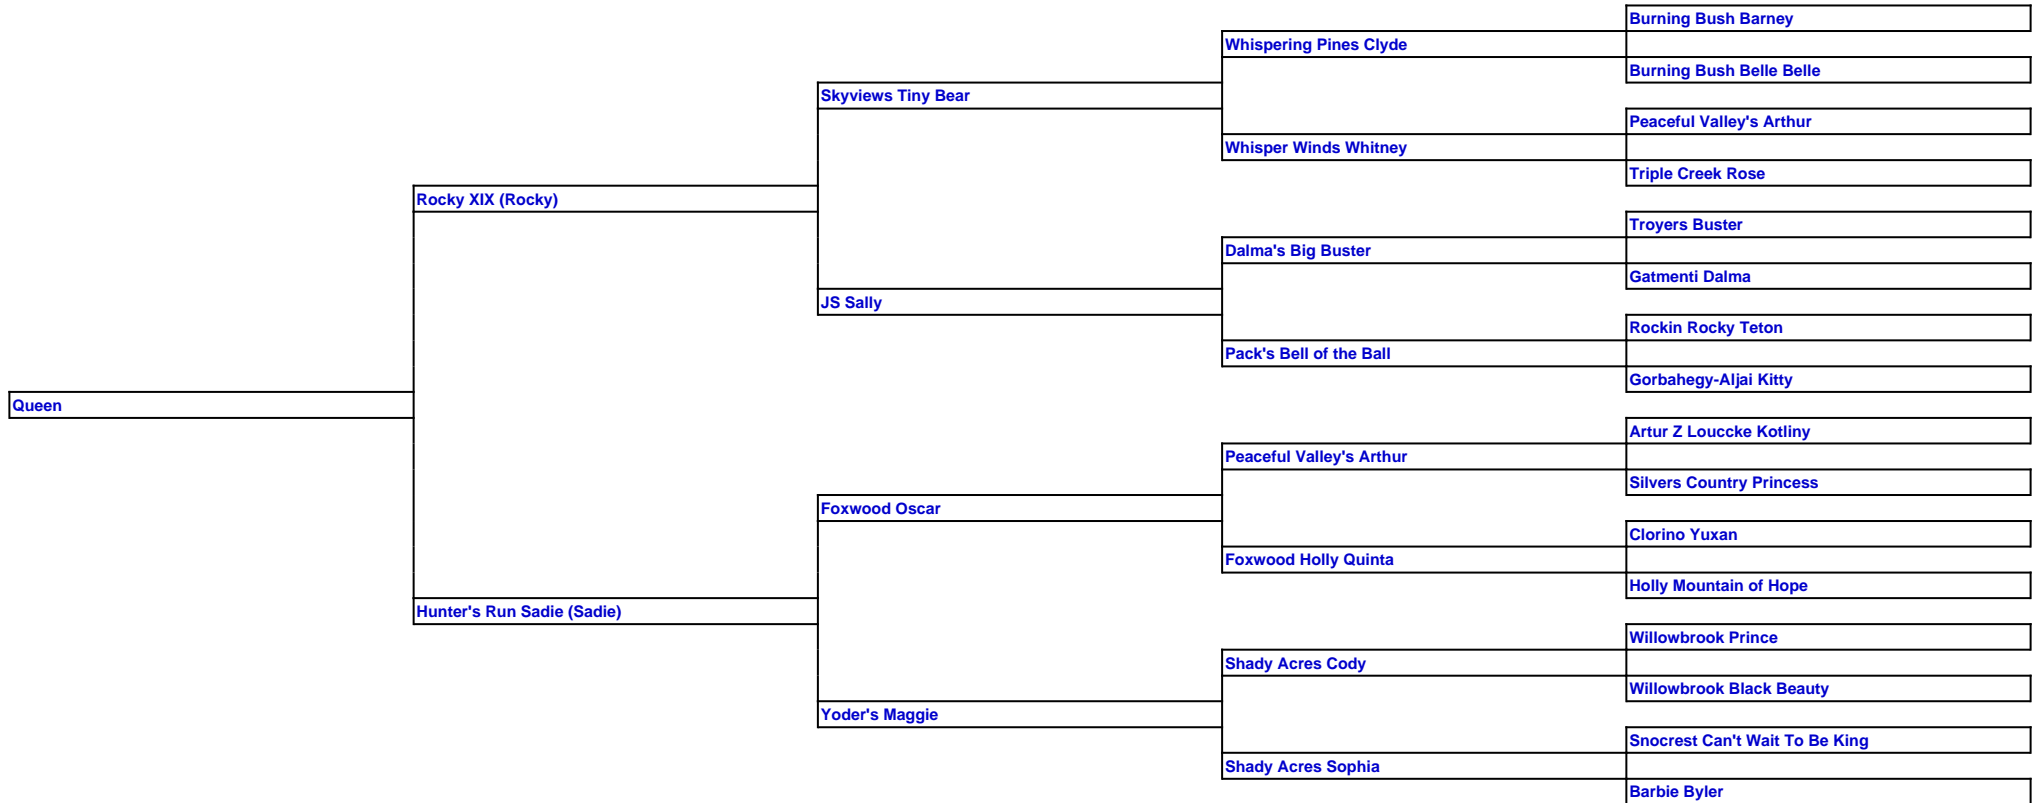 Burning Bush Barney
Whispering Pines Clyde
Burning Bush Belle Belle
Skyviews Tiny Bear
Peaceful Valley's Arthur
Whisper Winds Whitney
Triple Creek Rose
Rocky XIX (Rocky)
Troyers Buster
Dalma's Big Buster
Gatmenti Dalma
JS Sally
Rockin Rocky Teton
Pack's Bell of the Ball
Gorbahegy-Aljai Kitty
Queen
Artur Z Louccke Kotliny
Peaceful Valley's Arthur
Silvers Country Princess
Foxwood Oscar
Clorino Yuxan
Foxwood Holly Quinta
Holly Mountain of Hope
Hunter's Run Sadie (Sadie)
Willowbrook Prince
Shady Acres Cody
Willowbrook Black Beauty
Yoder's Maggie
Snocrest Can't Wait To Be King
Shady Acres Sophia
Barbie Byler